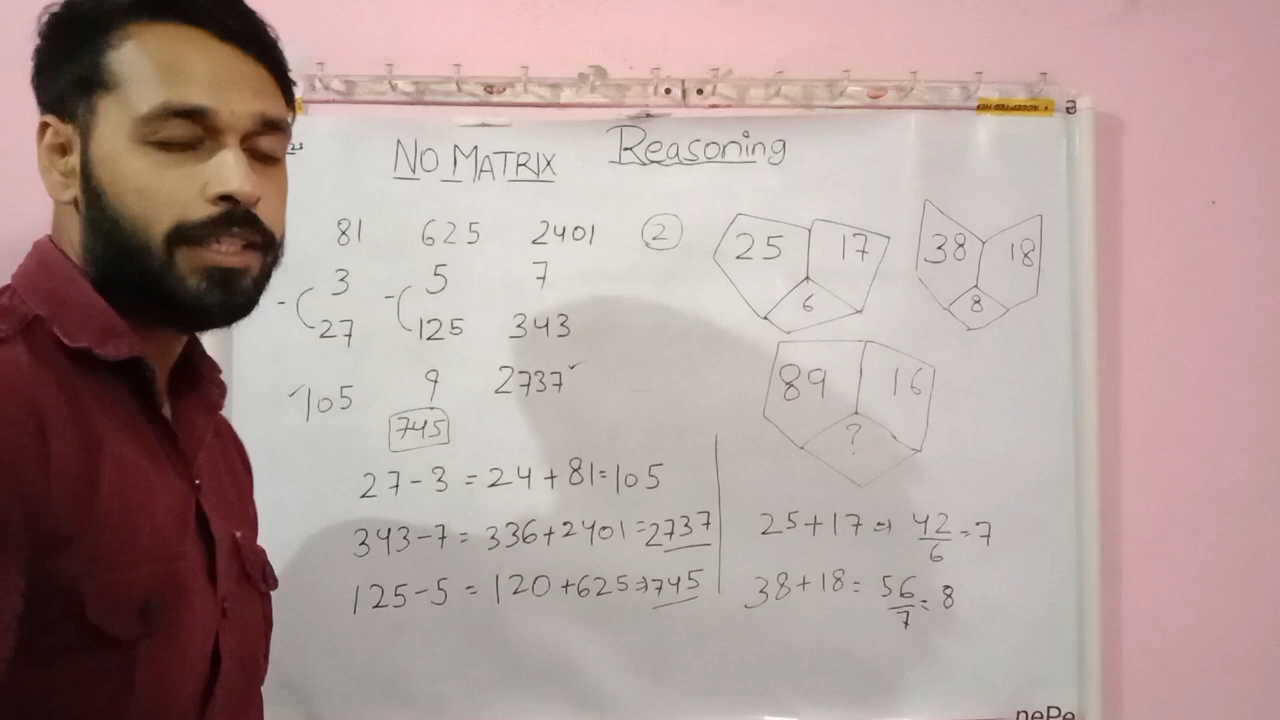 NO MATRIX Reasoning
81 625 2401
3 5 7
27 125 343
105 9 2737
745
2
25 17
6
38 18
8
89 16
?
27-3=24+81=105
343-7=336+2401=2737
125-5=120+625⇒745
25+17⇒42/6=7
38+18=56/7=8